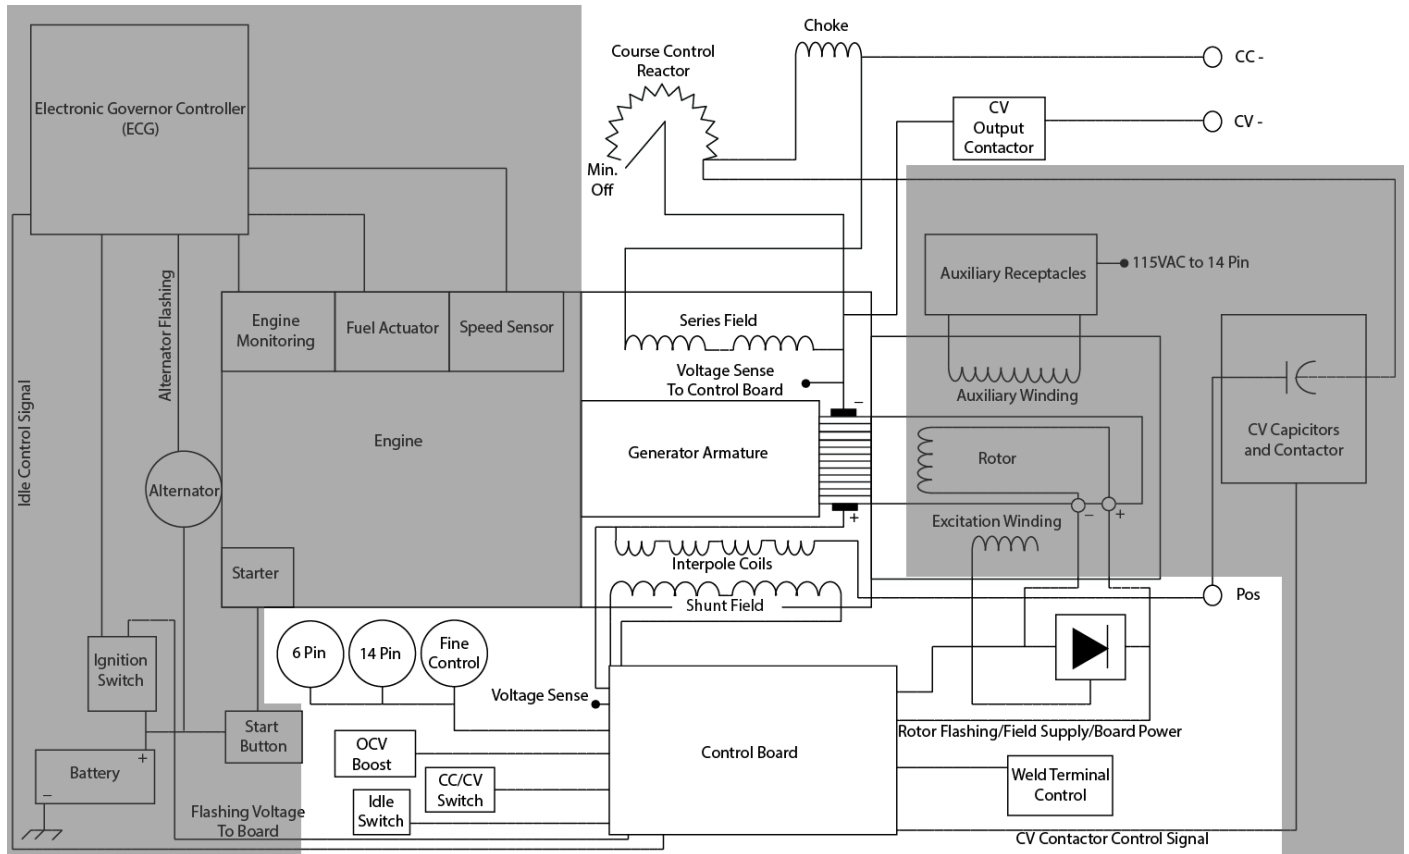 Choke
Course Control
Reactor
CC -
CV
Output
Contactor
CV -
Electronic Governor Controller
(ECG)
Min.
Off
115VAC to 14 Pin
Auxiliary Receptacles
Alternator Flashing
Engine
Monitoring
Fuel Actuator
Speed Sensor
Series Field
Voltage Sense
To Control Board
Auxiliary Winding
Idle Control Signal
Engine
−
Generator Armature
Rotor
CV Capicitors
and Contactor
Alternator
+
−
+
Excitation Winding
Interpole Coils
Starter
Shunt Field
Pos
6 Pin
14 Pin
Fine
Control
Ignition
Switch
Voltage Sense
Start
Button
Rotor Flashing/Field Supply/Board Power
OCV
Boost
Control Board
+
Battery
−
CC/CV
Switch
Weld Terminal
Control
Idle
Switch
Flashing Voltage
To Board
CV Contactor Control Signal